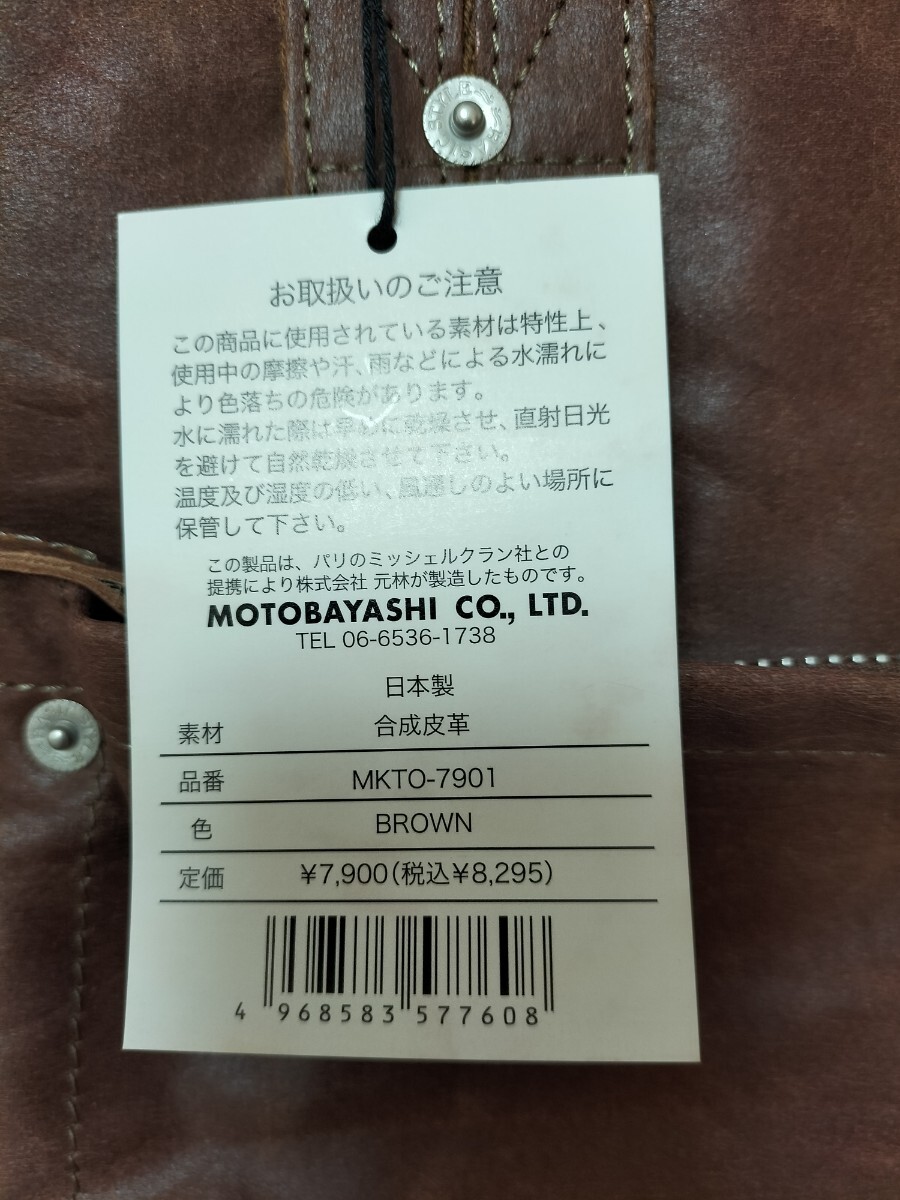 お取扱いのご注意
この商品に使用されている素材は特性上、
使用中の摩擦や汗、雨などによる水濡れに
より色落ちの危険があります。
水に濡れた際は早めに乾燥させ、直射日光
を避けて自然乾燥させて下さい。
温度及び湿度の低い、風通しのよい場所に
保管して下さい。
この製品は、パリのミッシェルクラン社との
提携により株式会社 元林が製造したものです。
MOTOBAYASHI CO., LTD.
TEL 06-6536-1738
日本製
素材 合成皮革
品番 MKTO-7901
色 BROWN
定価 ¥7,900(税込¥8,295)
4 968583 577608